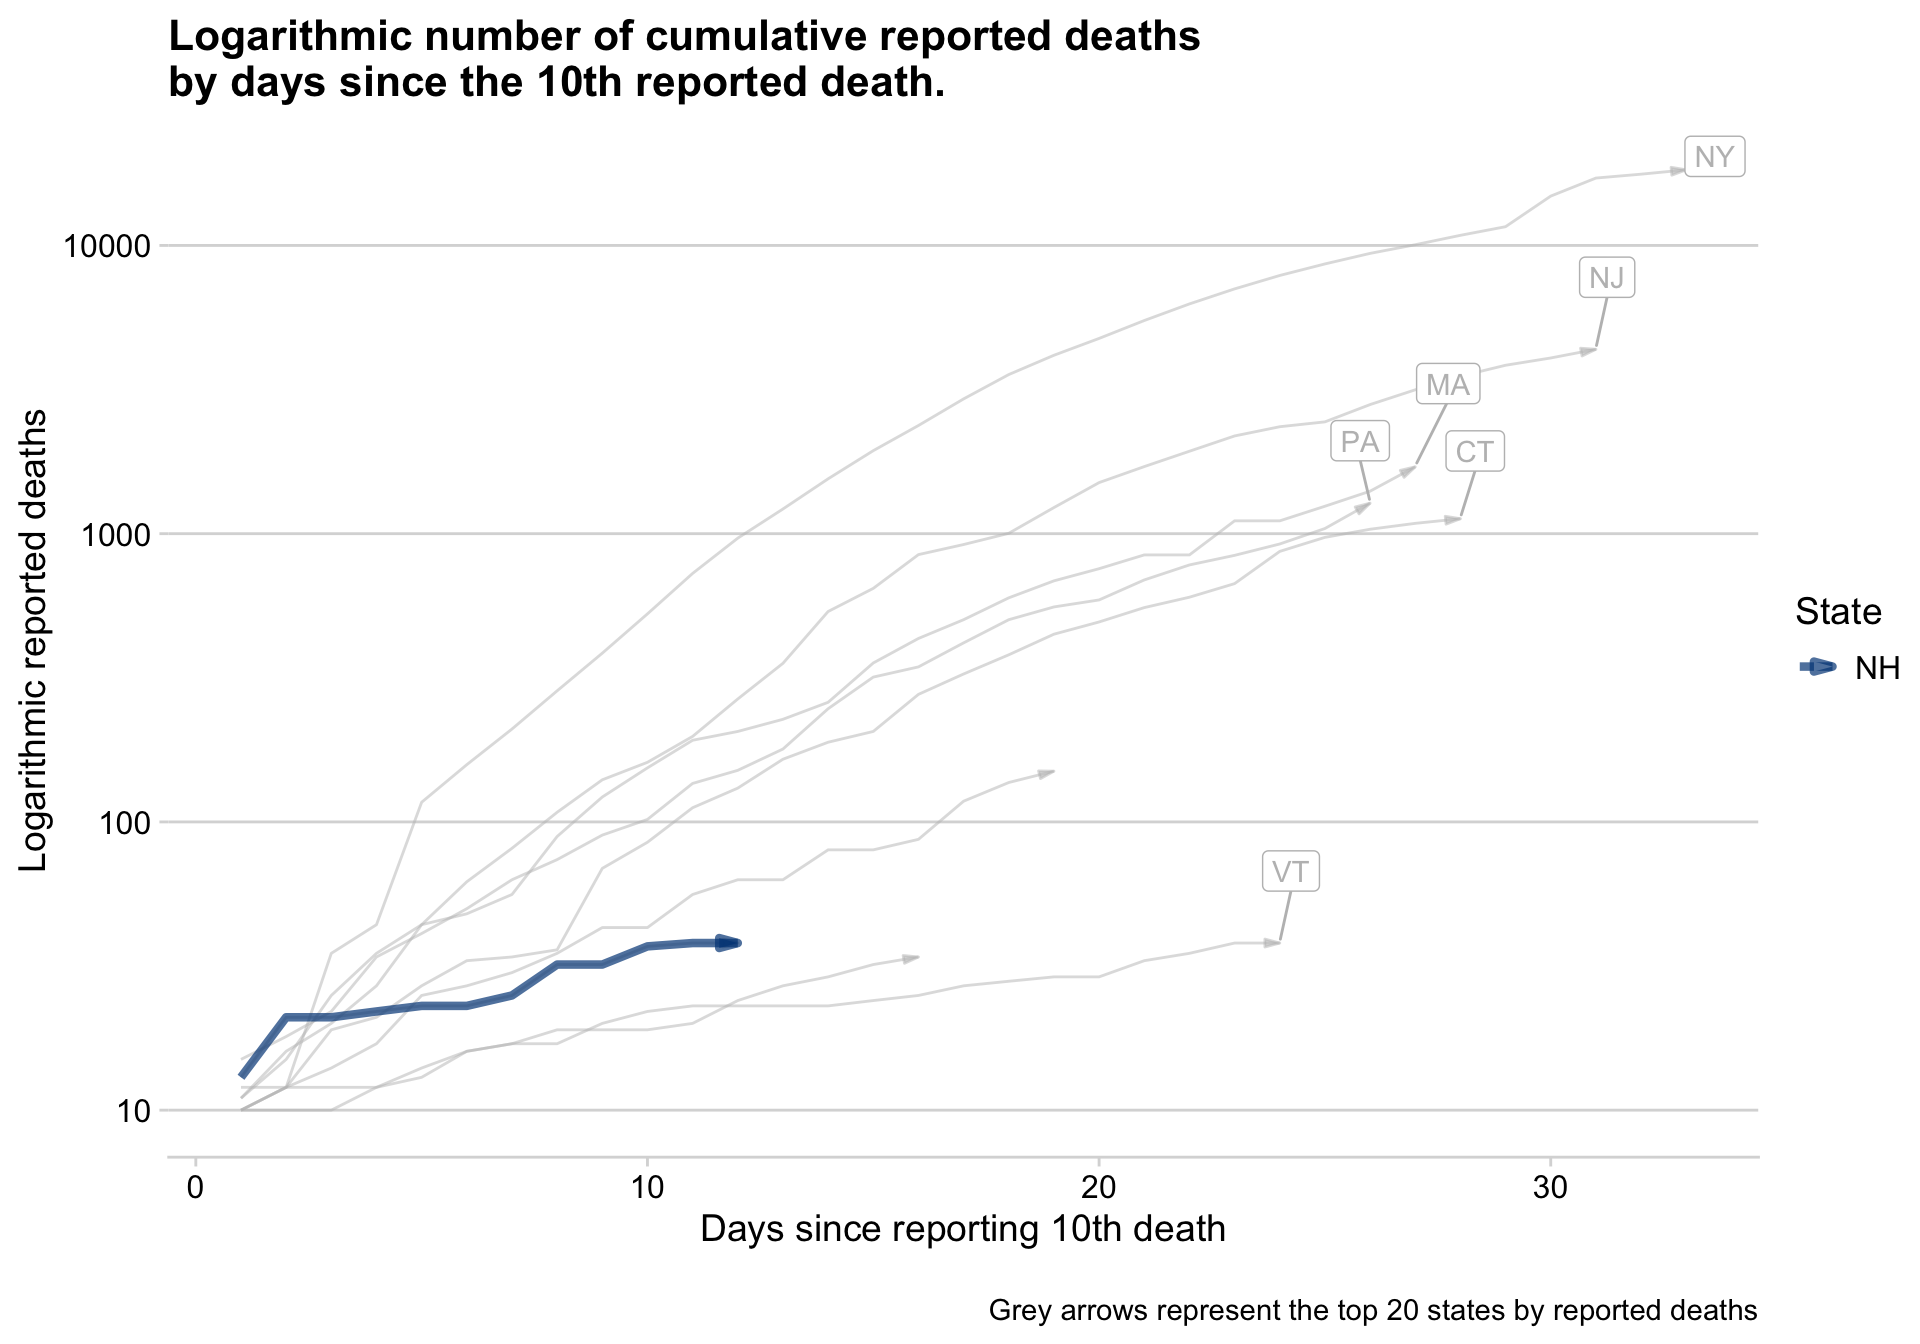 Logarithmic number of cumulative reported deaths
by days since the 10th reported death.
NY
10000
NJ
MA
PA
CT
1000
Logarithmic reported deaths
State
NH
100
VT
10
0 10 20 30
Days since reporting 10th death
Grey arrows represent the top 20 states by reported deaths